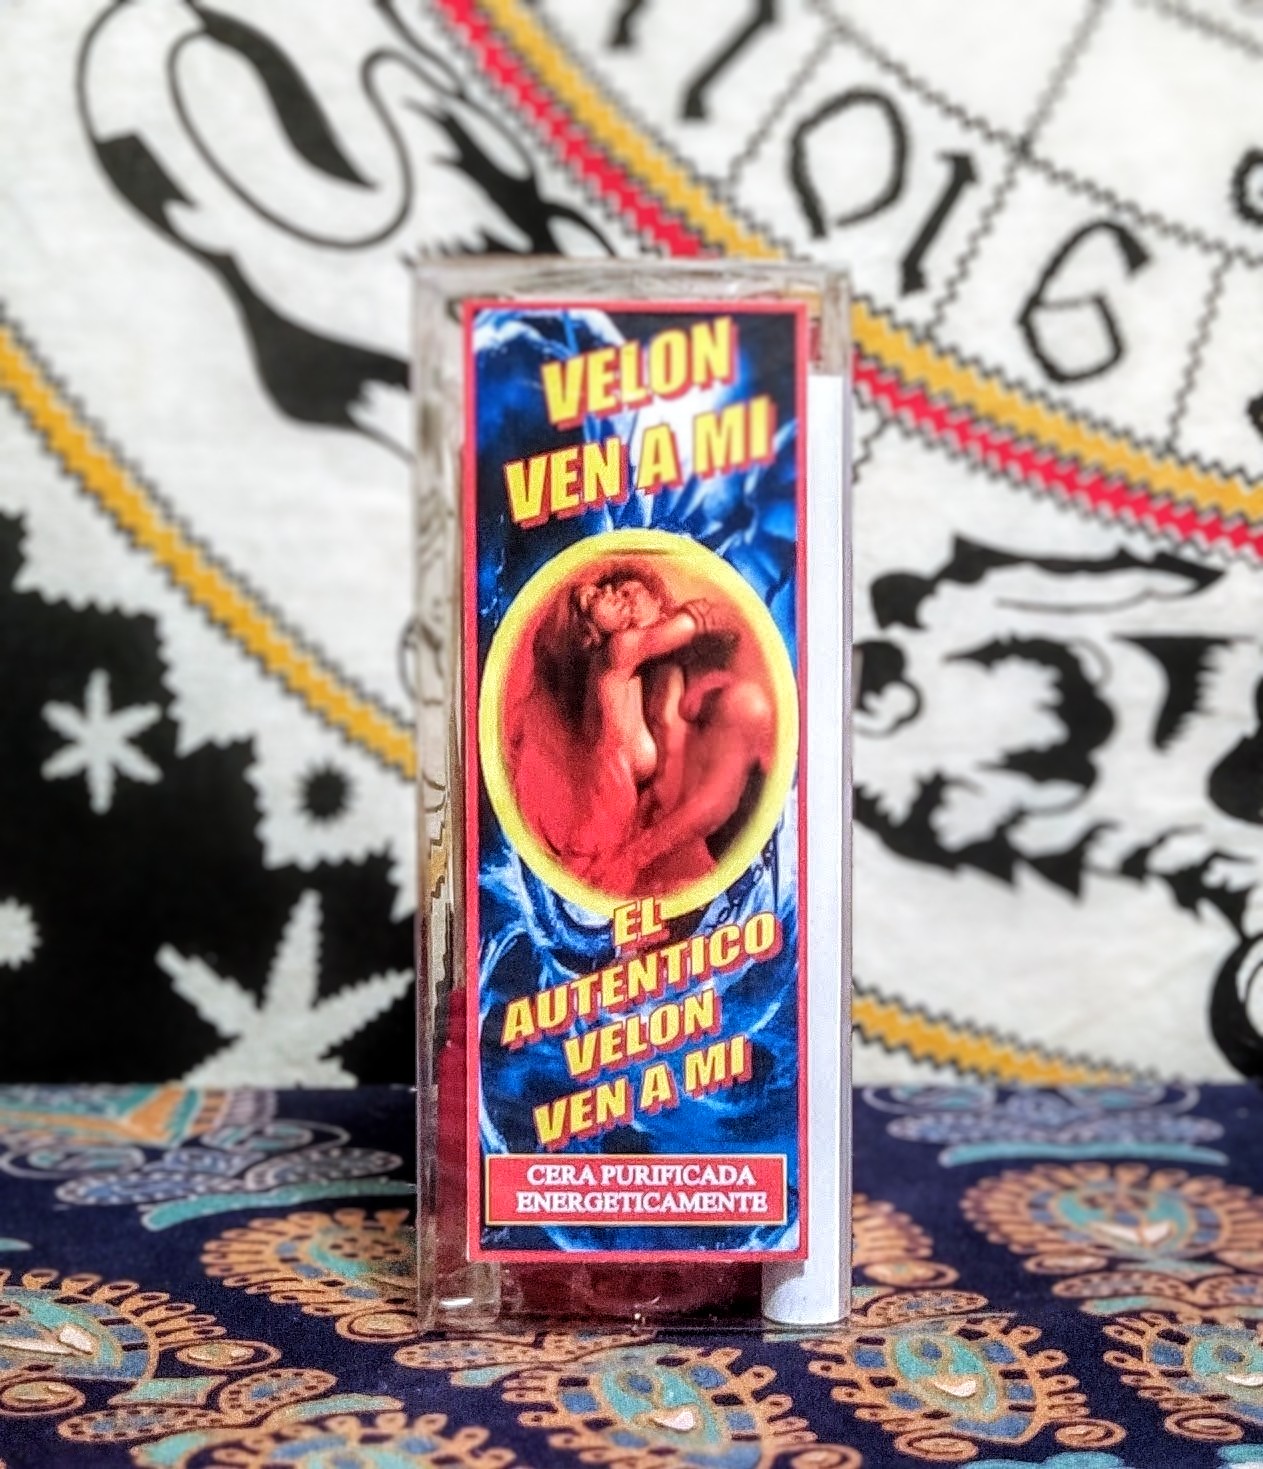 VELON
VEN A MI
EL
AUTENTICO
VELON
VEN A MI
CERA PURIFICADA
ENERGETICAMENTE